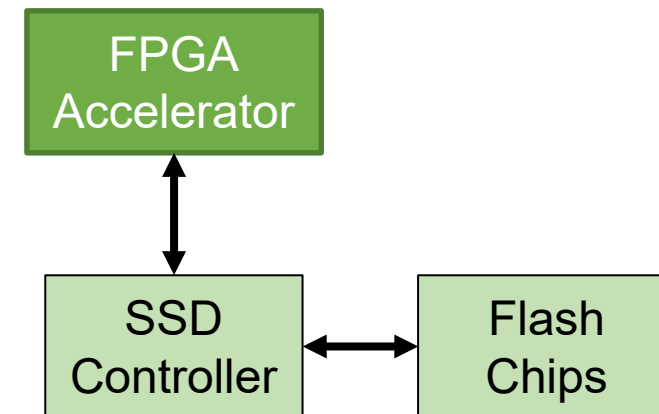 FPGA
Accelerator
SSD
Controller
Flash
Chips